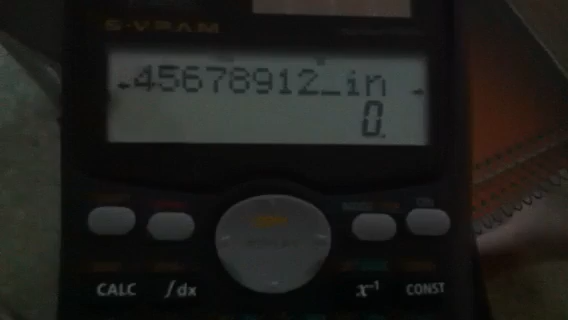 S-V.P.A.M.
45678912_in
0.
CALC ∫dx x⁻¹ CONST